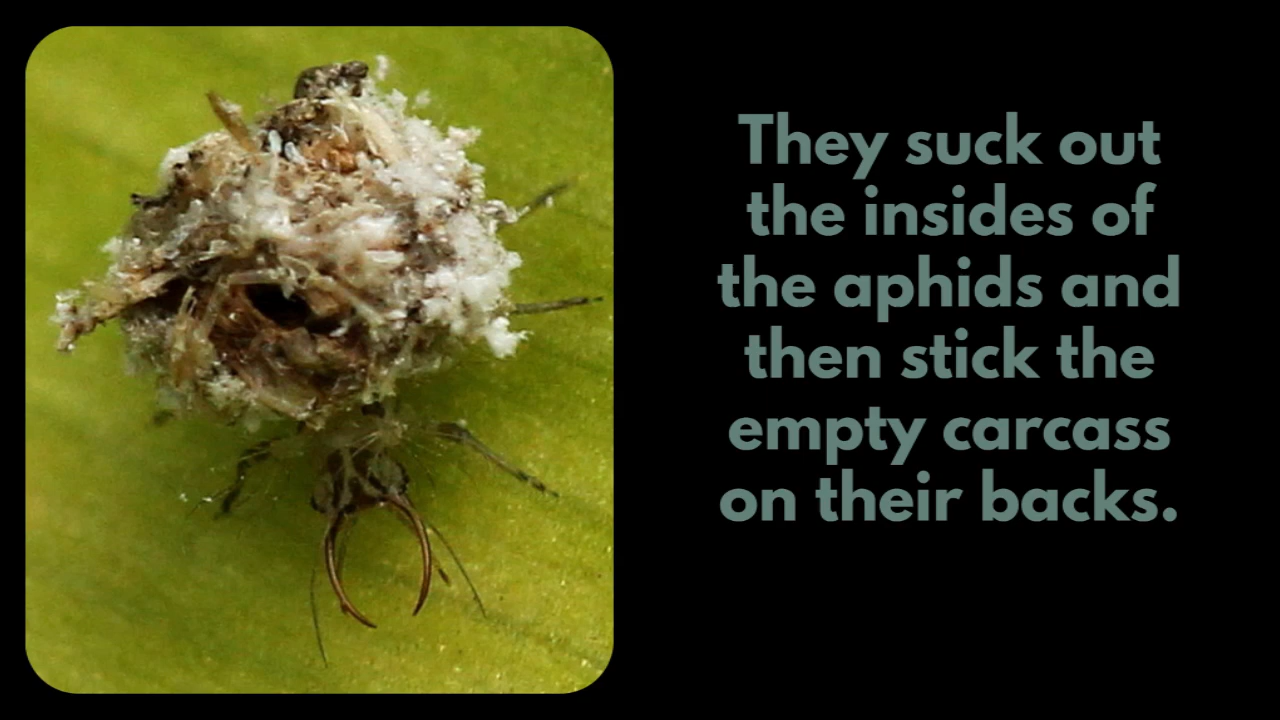 They suck out
the insides of
the aphids and
then stick the
empty carcass
on their backs.